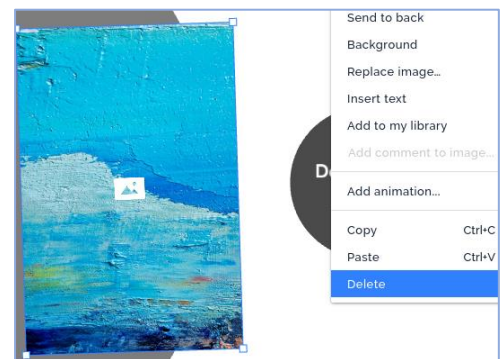 Send to back
Background
Replace image...
Insert text
Add to my library
Add comment to image...
Add animation...
Copy Ctrl+C
Paste Ctrl+V
Delete